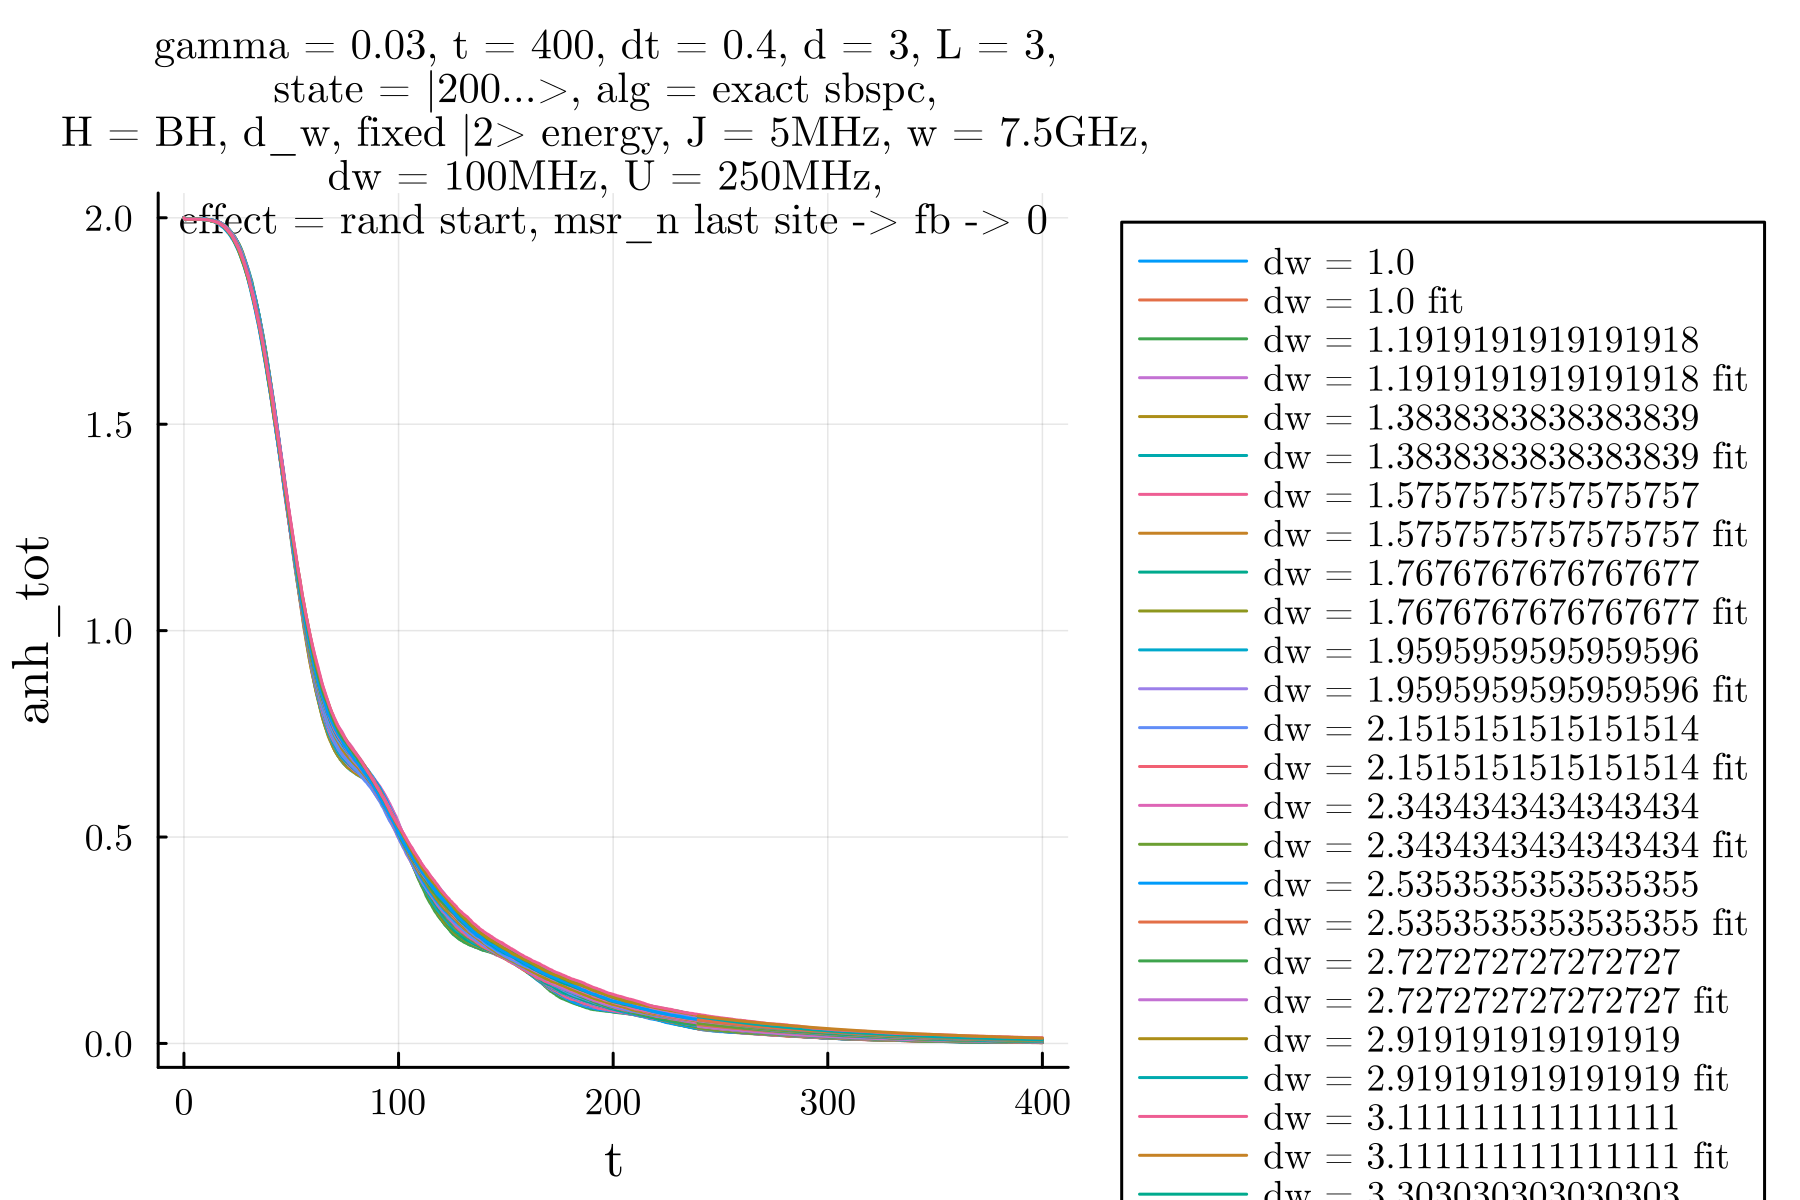 gamma = 0.03, t = 400, dt = 0.4, d = 3, L = 3,
state = |200...>, alg = exact sbspc,
H = BH, d_w, fixed |2> energy, J = 5MHz, w = 7.5GHz,
dw = 100MHz, U = 250MHz,
effect = rand start, msr_n last site -> fb -> 0
anh_tot
2.0
1.5
1.0
0.5
0.0
0
100
200
300
400
t
dw = 1.0
dw = 1.0 fit
dw = 1.1919191919191918
dw = 1.1919191919191918 fit
dw = 1.3838383838383839
dw = 1.3838383838383839 fit
dw = 1.5757575757575757
dw = 1.5757575757575757 fit
dw = 1.7676767676767677
dw = 1.7676767676767677 fit
dw = 1.9595959595959596
dw = 1.9595959595959596 fit
dw = 2.1515151515151514
dw = 2.1515151515151514 fit
dw = 2.3434343434343434
dw = 2.3434343434343434 fit
dw = 2.5353535353535355
dw = 2.5353535353535355 fit
dw = 2.727272727272727
dw = 2.727272727272727 fit
dw = 2.919191919191919
dw = 2.919191919191919 fit
dw = 3.111111111111111
dw = 3.111111111111111 fit
dw = 3.303030303030303